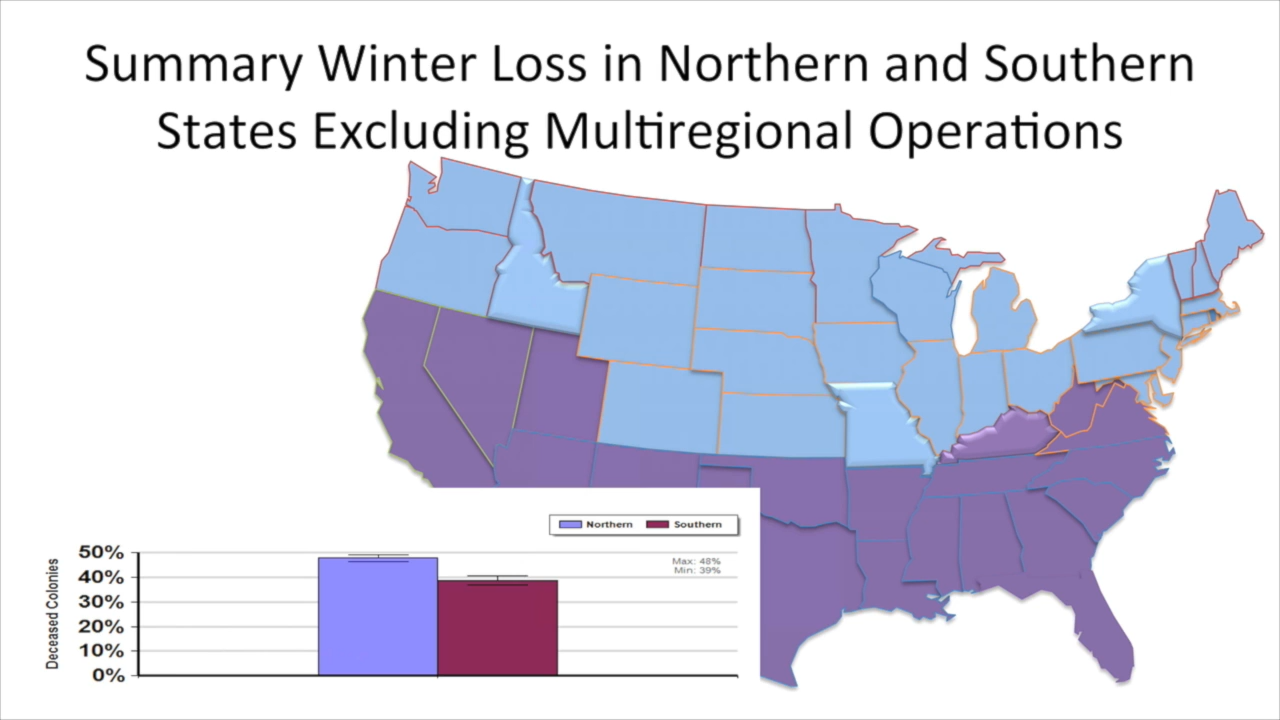 Summary Winter Loss in Northern and Southern
States Excluding Multiregional Operations
Northern Southern
Max: 48%
Min: 39%
Deceased Colonies
50%
40%
30%
20%
10%
0%